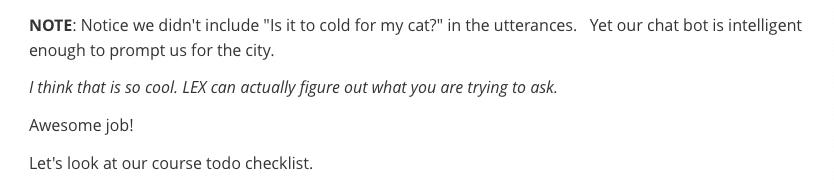 NOTE: Notice we didn't include "Is it to cold for my cat?" in the utterances.   Yet our chat bot is intelligent
enough to prompt us for the city.
I think that is so cool. LEX can actually figure out what you are trying to ask.
Awesome job!
Let's look at our course todo checklist.